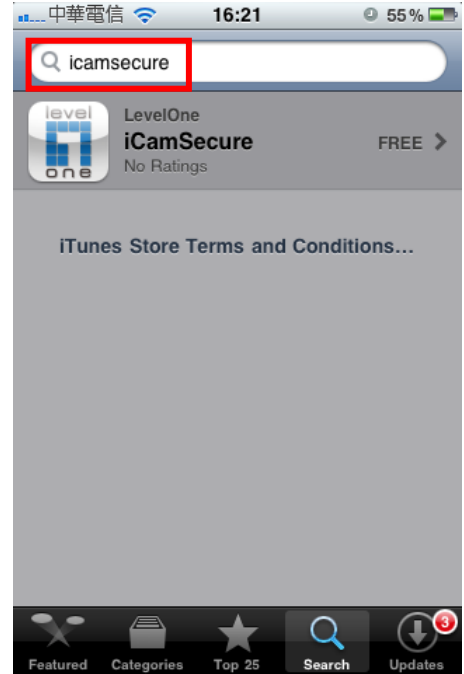 中華電信 16:21 55%
icamsecure
level
one
LevelOne
iCamSecure
No Ratings
FREE
iTunes Store Terms and Conditions...
3
Featured Categories Top 25 Search Updates